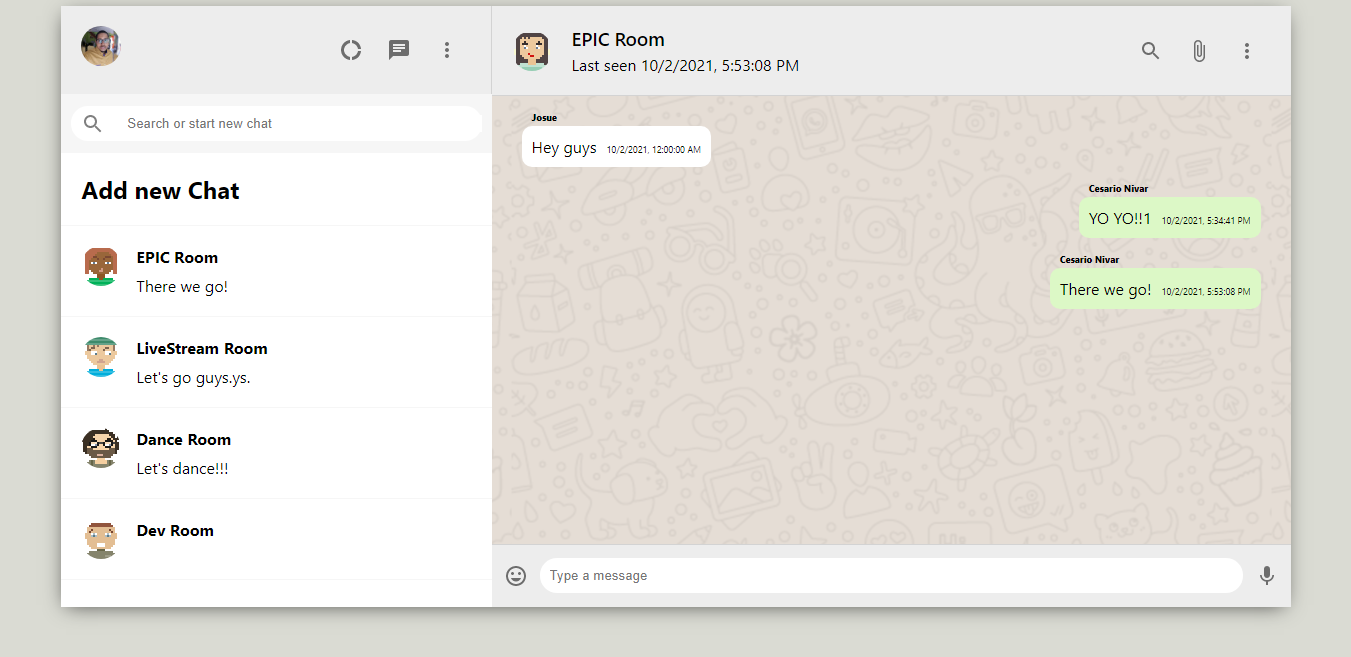 Search or start new chat
Add new Chat
EPIC Room
There we go!
LiveStream Room
Let's go guys.ys.
Dance Room
Let's dance!!!
Dev Room
EPIC Room
Last seen 10/2/2021, 5:53:08 PM
Josue
Hey guys 10/2/2021, 12:00:00 AM
Cesario Nivar
YO YO!!1 10/2/2021, 5:34:41 PM
Cesario Nivar
There we go! 10/2/2021, 5:53:08 PM
Type a message